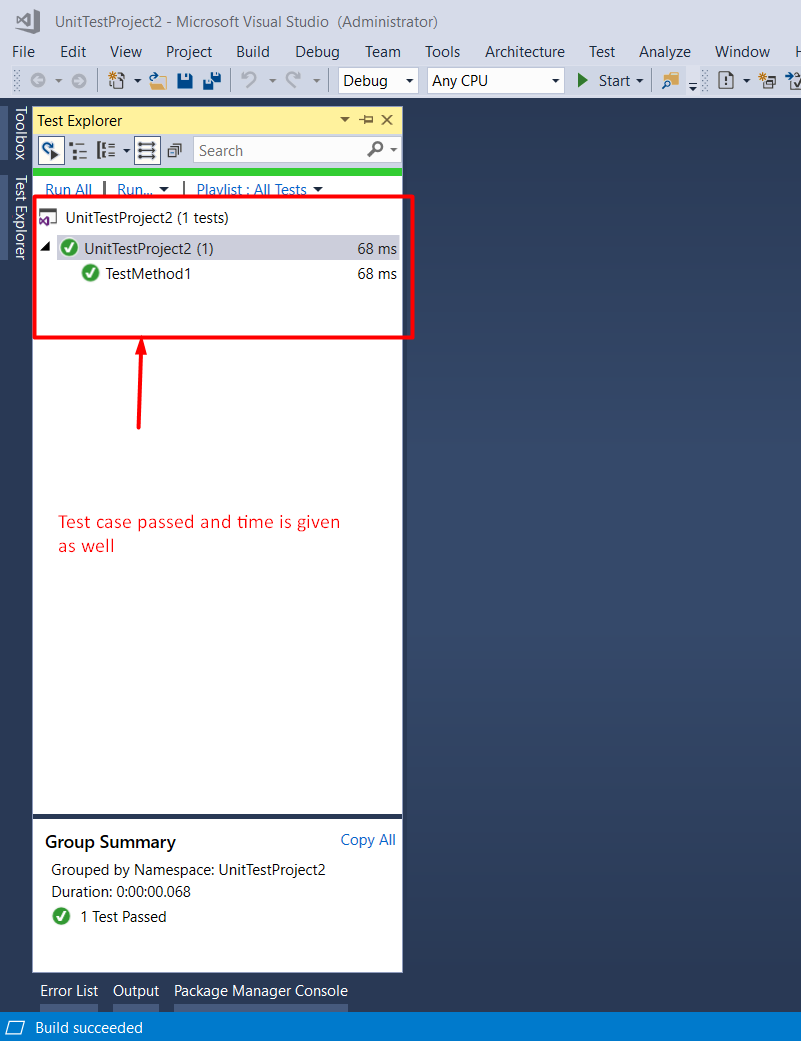 UnitTestProject2 - Microsoft Visual Studio (Administrator)
File Edit View Project Build Debug Team Tools Architecture Test Analyze Window
Debug Any CPU Start
Toolbox
Test Explorer
Test Explorer
Search
Run All | Run... | Playlist : All Tests
UnitTestProject2 (1 tests)
UnitTestProject2 (1) 68 ms
TestMethod1 68 ms
Test case passed and time is given
as well
Group Summary Copy All
Grouped by Namespace: UnitTestProject2
Duration: 0:00:00.068
1 Test Passed
Error List Output Package Manager Console
Build succeeded